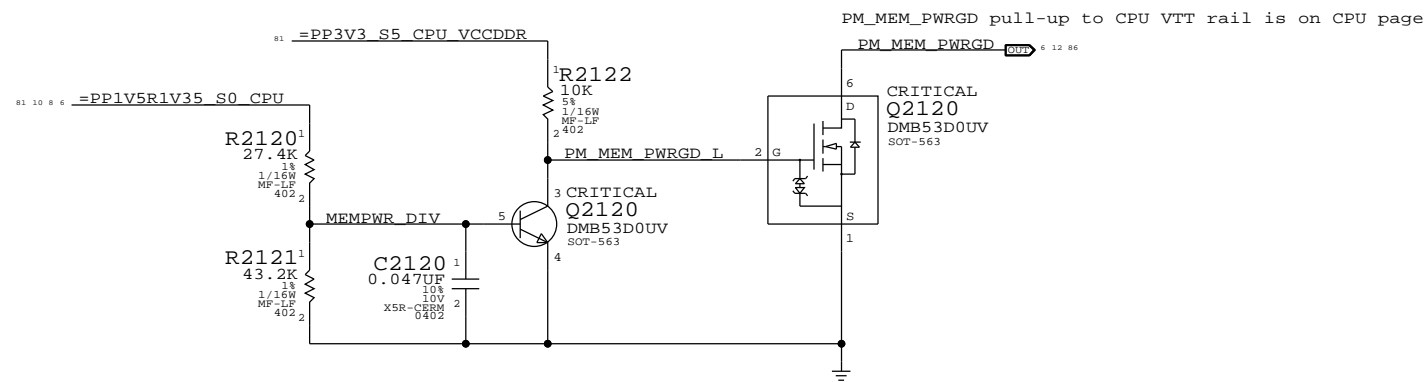 PM_MEM_PWRGD pull-up to CPU VTT rail is on CPU page
81 =PP3V3_S5_CPU_VCCDDR
PM_MEM_PWRGD OUT 6 12 86
81 10 8 6 =PP1V5R1V35_S0_CPU
1
R2122
10K
5%
1/16W
MF-LF
402
2
6
CRITICAL
Q2120
DMB53D0UV
SOT-563
D
R2120
1
27.4K
1%
1/16W
MF-LF
402
2
PM_MEM_PWRGD_L
2
G
S
1
3
CRITICAL
Q2120
DMB53D0UV
SOT-563
MEMPWR_DIV
5
4
R2121
1
43.2K
1%
1/16W
MF-LF
402
2
C2120
1
0.047UF
10%
10V
X5R-CERM
0402
2